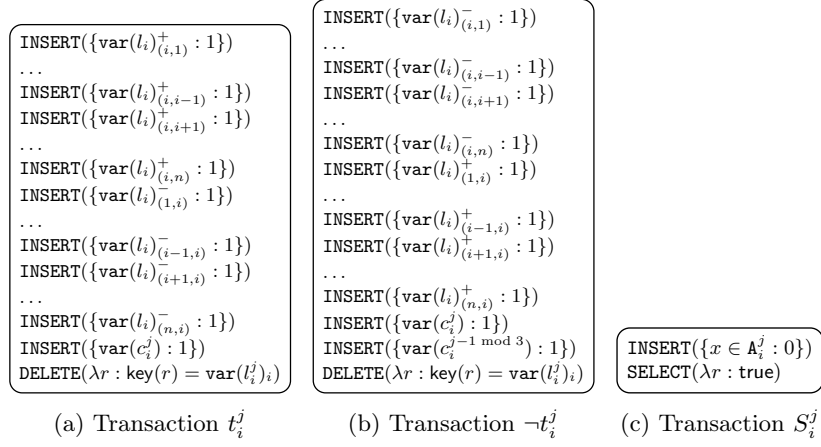 INSERT({var(l_i)^+_{(i,1)} : 1})
...
INSERT({var(l_i)^+_{(i,i−1)} : 1})
INSERT({var(l_i)^+_{(i,i+1)} : 1})
...
INSERT({var(l_i)^+_{(i,n)} : 1})
INSERT({var(l_i)^−_{(1,i)} : 1})
...
INSERT({var(l_i)^−_{(i−1,i)} : 1})
INSERT({var(l_i)^−_{(i+1,i)} : 1})
...
INSERT({var(l_i)^−_{(n,i)} : 1})
INSERT({var(c_i^j) : 1})
DELETE(λr : key(r) = var(l_i^j)_i)
(a) Transaction t_i^j
INSERT({var(l_i)^−_{(i,1)} : 1})
...
INSERT({var(l_i)^−_{(i,i−1)} : 1})
INSERT({var(l_i)^−_{(i,i+1)} : 1})
...
INSERT({var(l_i)^−_{(i,n)} : 1})
INSERT({var(l_i)^+_{(1,i)} : 1})
...
INSERT({var(l_i)^+_{(i−1,i)} : 1})
INSERT({var(l_i)^+_{(i+1,i)} : 1})
...
INSERT({var(l_i)^+_{(n,i)} : 1})
INSERT({var(c_i^j) : 1})
INSERT({var(c_i^{j−1 mod 3}) : 1})
DELETE(λr : key(r) = var(l_i^j)_i)
(b) Transaction ¬t_i^j
INSERT({x ∈ A_i^j : 0})
SELECT(λr : true)
(c) Transaction S_i^j